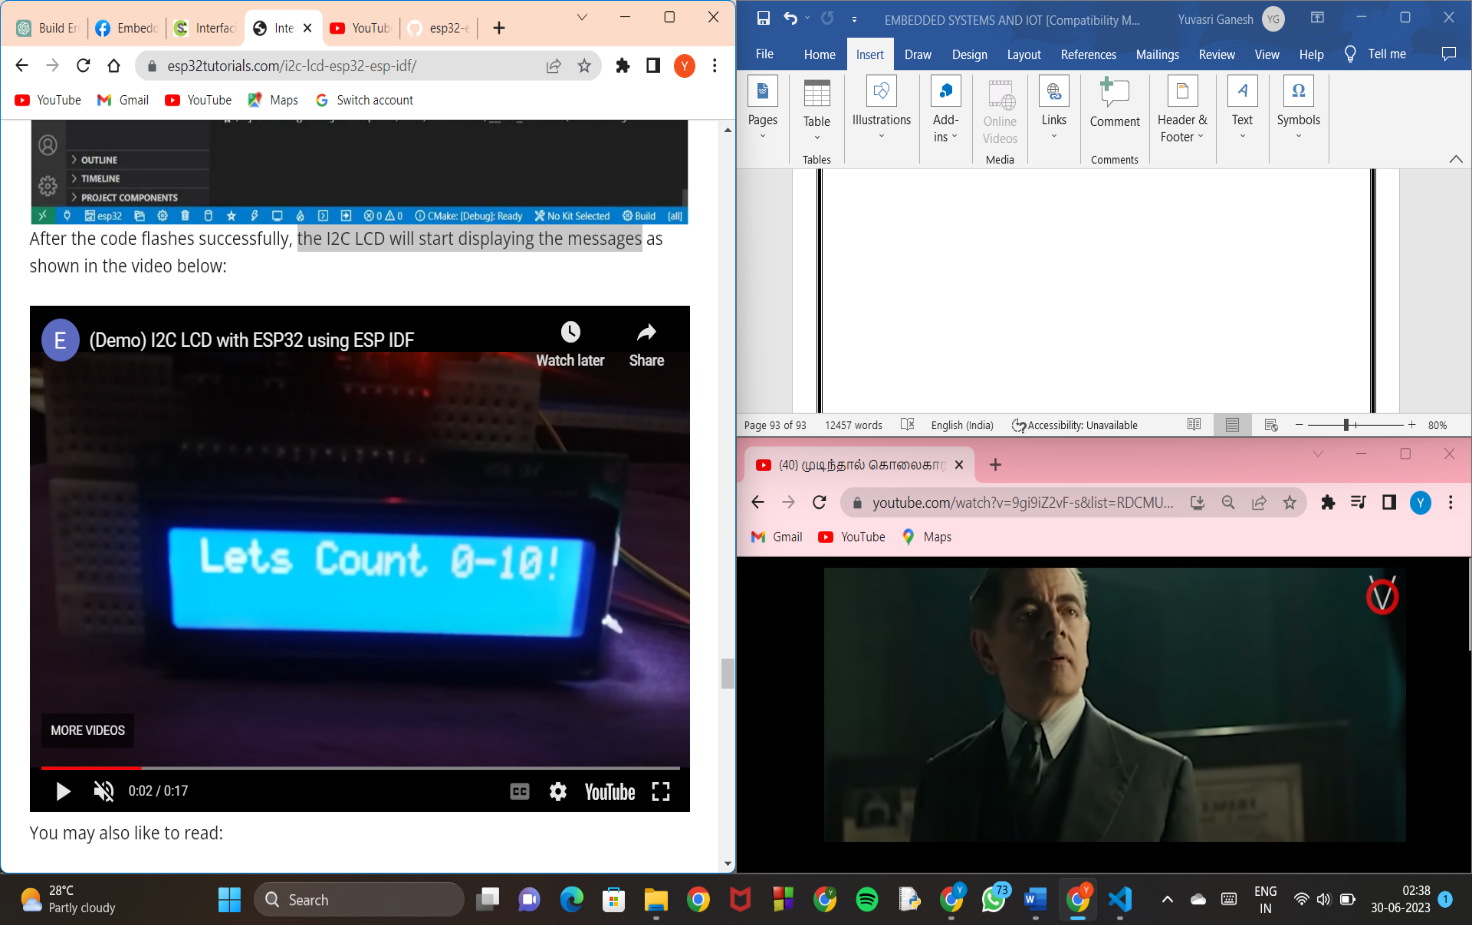 Build En
Embedd
Interfac
Inte
YouTub
esp32-e
esp32tutorials.com/i2c-lcd-esp32-esp-idf/
Y
YouTube
Gmail
YouTube
Maps
Switch account
OUTLINE
TIMELINE
PROJECT COMPONENTS
esp32
0
0
CMake: [Debug]: Ready
No Kit Selected
Build
[all]
After the code flashes successfully, the I2C LCD will start displaying the messages as
shown in the video below:
E
(Demo) I2C LCD with ESP32 using ESP IDF
Watch later
Share
Lets Count 0-10!
MORE VIDEOS
0:02 / 0:17
CC
YouTube
You may also like to read:
EMBEDDED SYSTEMS AND IOT [Compatibility M...
Yuvasri Ganesh
YG
File
Home
Insert
Draw
Design
Layout
References
Mailings
Review
View
Help
Tell me
Pages
Table
Illustrations
Add-
ins
Online
Videos
Links
Comment
Header &
Footer
Text
Symbols
Tables
Media
Comments
Page 93 of 93
12457 words
English (India)
Accessibility: Unavailable
80%
(40) முடிந்தால் கொலைகார
youtube.com/watch?v=9gi9iZ2vF-s&list=RDCMU...
Y
Gmail
YouTube
Maps
V
28°C
Partly cloudy
Search
73
ENG
IN
02:38
30-06-2023
1